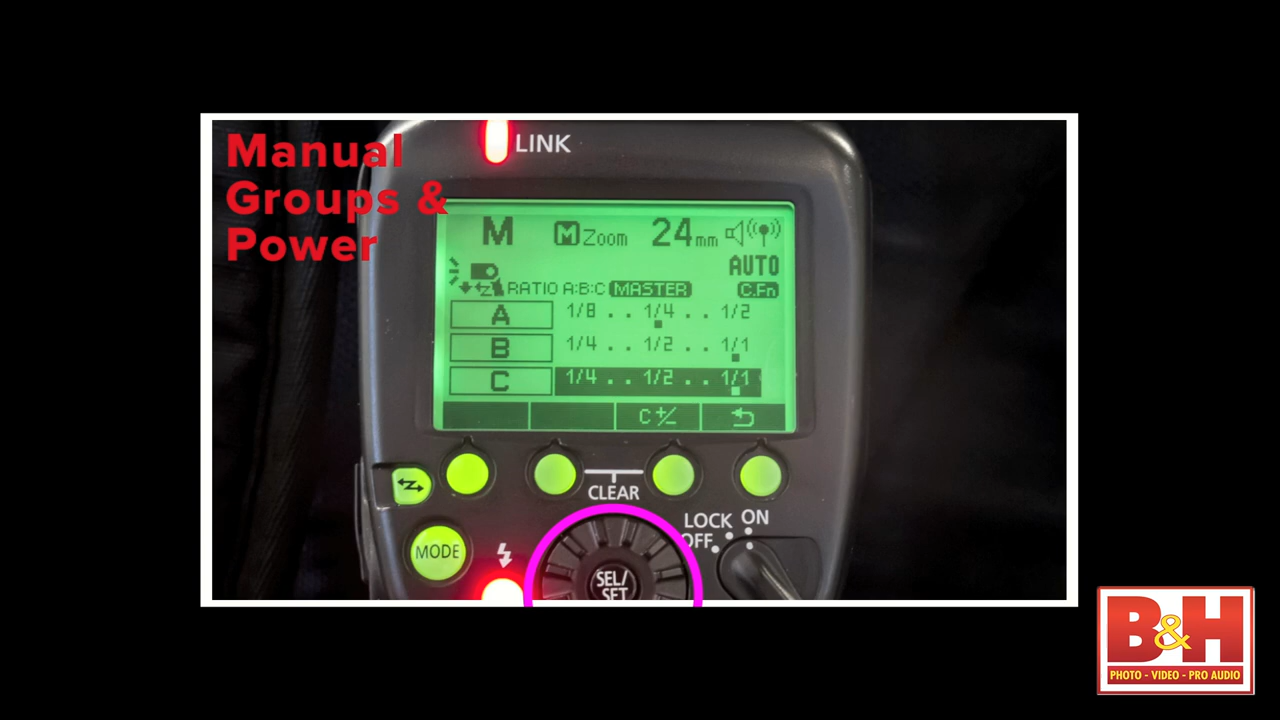 Manual
Groups &
Power
LINK
M M Zoom 24mm
AUTO
RATIO A:B:C MASTER C.Fn
A 1/8 . . 1/4 . . 1/2
B 1/4 . . 1/2 . . 1/1
C 1/4 . . 1/2 . . 1/1
C +/-
CLEAR
LOCK ON
OFF
MODE
SEL/
SET
B&H
PHOTO - VIDEO - PRO AUDIO